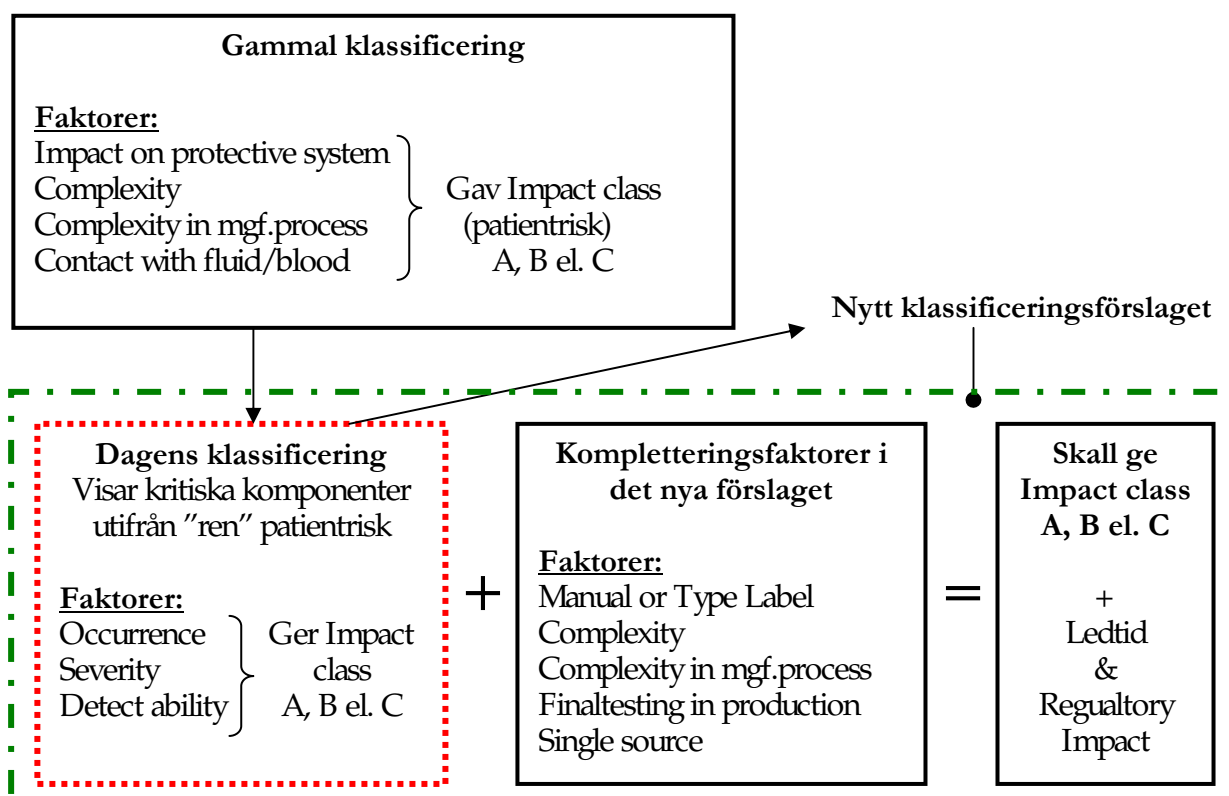 Gammal klassificering
Faktorer:
Impact on protective system
Complexity
Complexity in mgf.process
Contact with fluid/blood
Gav Impact class
(patientrisk)
A, B el. C
Nytt klassificeringsförslaget
Dagens klassificering
Visar kritiska komponenter
utifrån ”ren” patientrisk
Faktorer:
Occurrence
Severity
Detect ability
Ger Impact
class
A, B el. C
+
Kompletteringsfaktorer i
det nya förslaget
Faktorer:
Manual or Type Label
Complexity
Complexity in mgf.process
Finaltesting in production
Single source
=
Skall ge
Impact class
A, B el. C
+
Ledtid
&
Regualtory
Impact